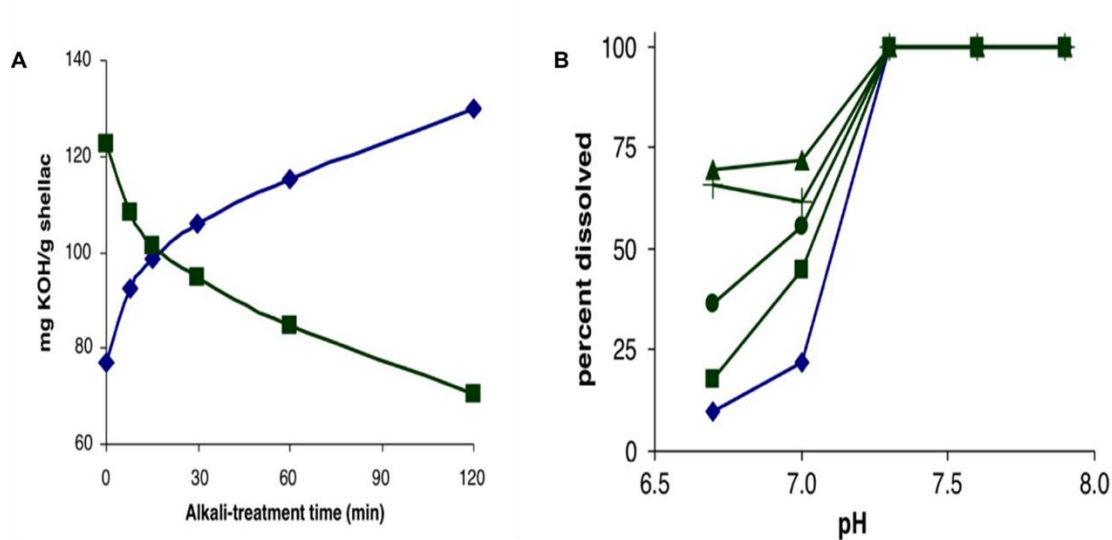 A
mg KOH/g shellac
140
120
100
80
60
0 30 60 90 120
Alkali-treatment time (min)
B
percent dissolved
100
75
50
25
0
6.5 7.0 7.5 8.0
pH